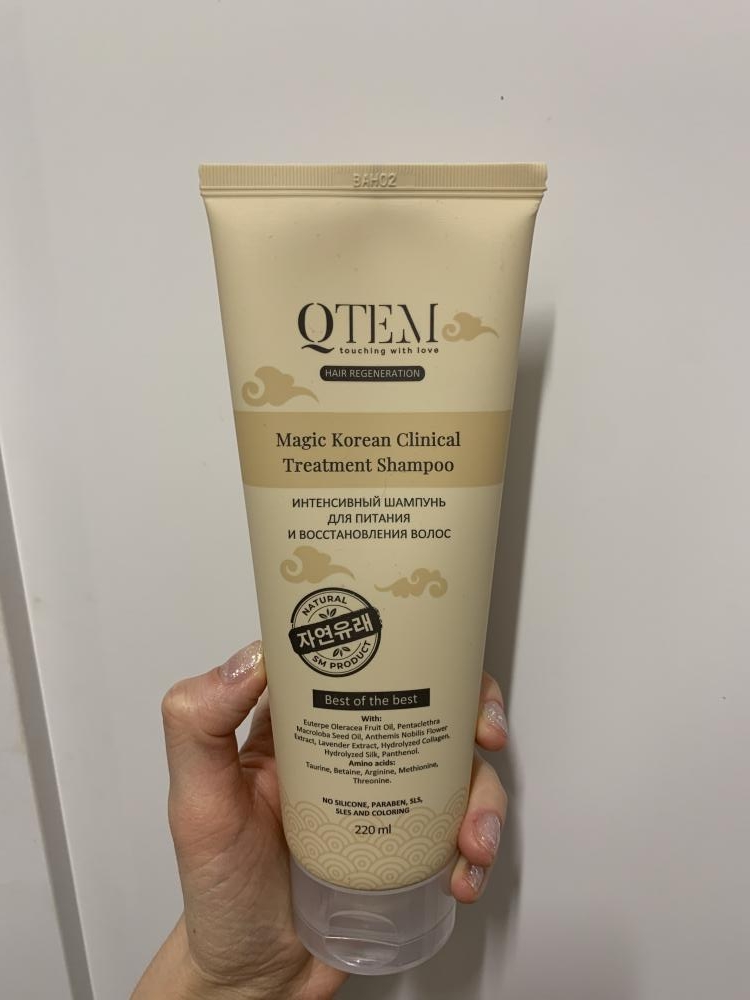 BAH02
QTEM
touching with love
HAIR REGENERATION
Magic Korean Clinical
Treatment Shampoo
ИНТЕНСИВНЫЙ ШАМПУНЬ
ДЛЯ ПИТАНИЯ
И ВОССТАНОВЛЕНИЯ ВОЛОС
NATURAL
자연유래
SM PRODUCT
Best of the best
With:
Euterpe Oleracea Fruit Oil, Pentaclethra
Macroloba Seed Oil, Anthemis Nobilis Flower
Extract, Lavender Extract, Hydrolyzed Collagen,
Hydrolyzed Silk, Panthenol.
Amino acids:
Taurine, Betaine, Arginine, Methionine,
Threonine.
NO SILICONE, PARABEN, SLS,
SLES AND COLORING
220 ml